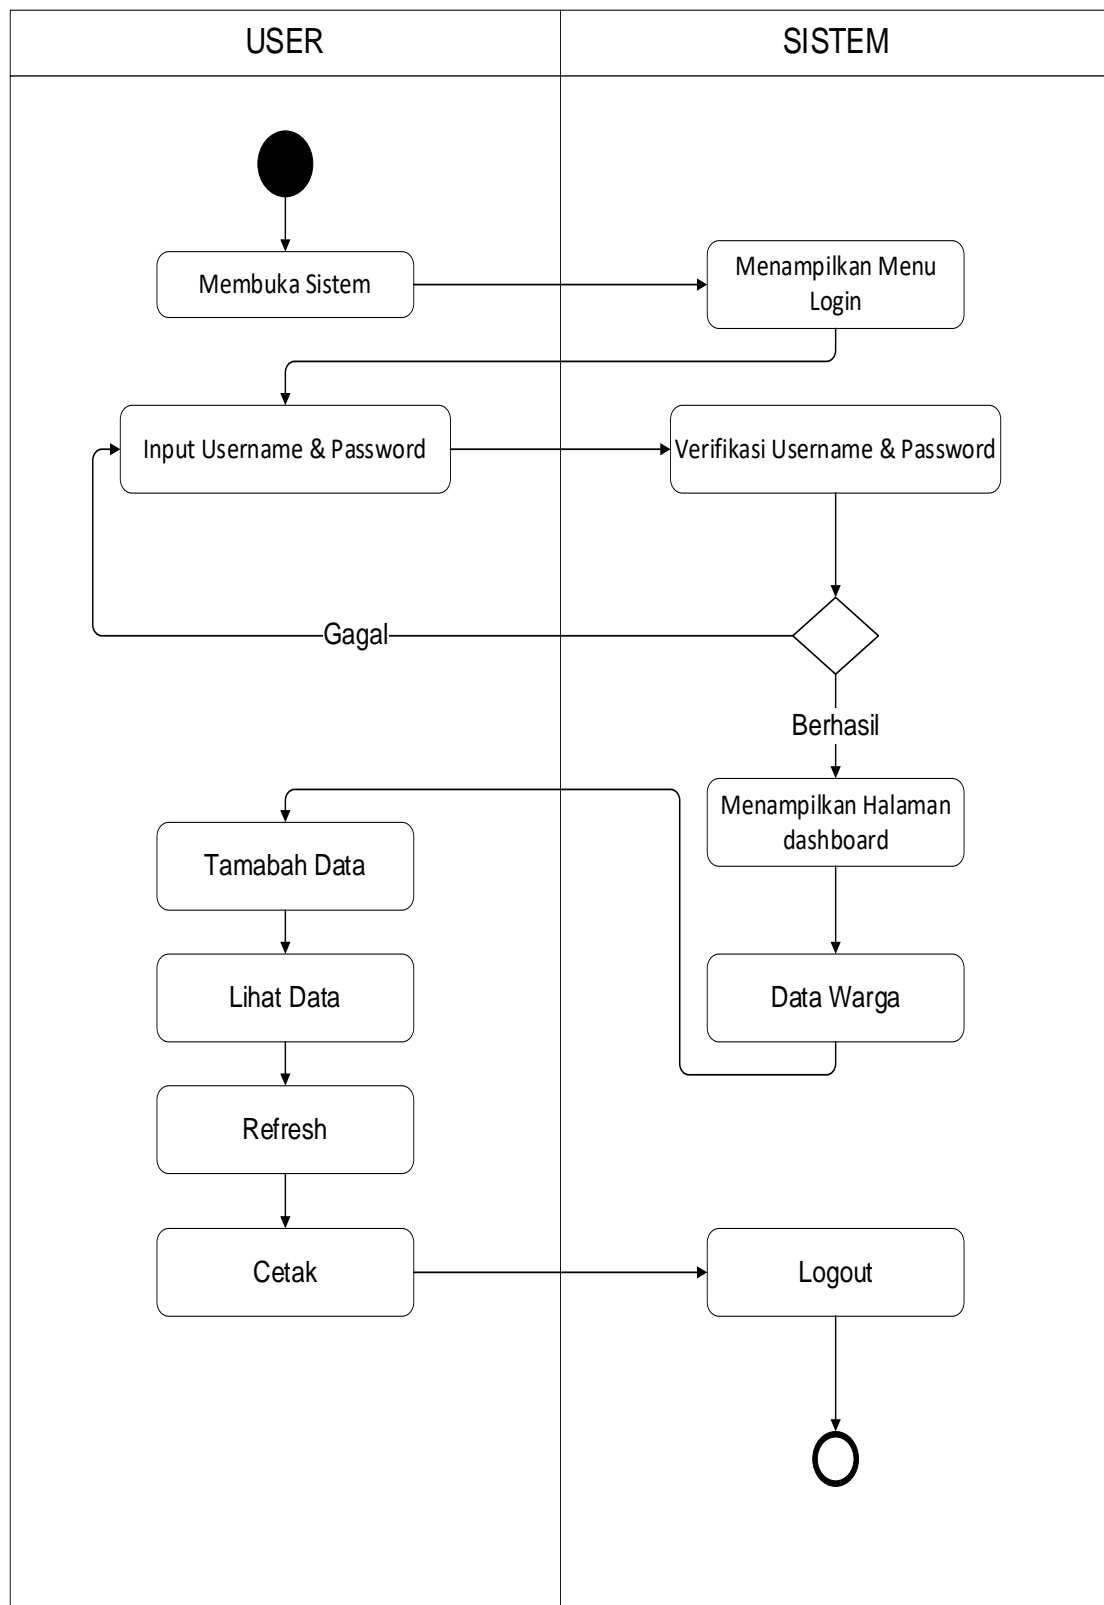 USER
SISTEM
Membuka Sistem
Menampilkan Menu
Login
Input Username & Password
Verifikasi Username & Password
Gagal
Berhasil
Menampilkan Halaman
dashboard
Tamabah Data
Lihat Data
Data Warga
Refresh
Cetak
Logout